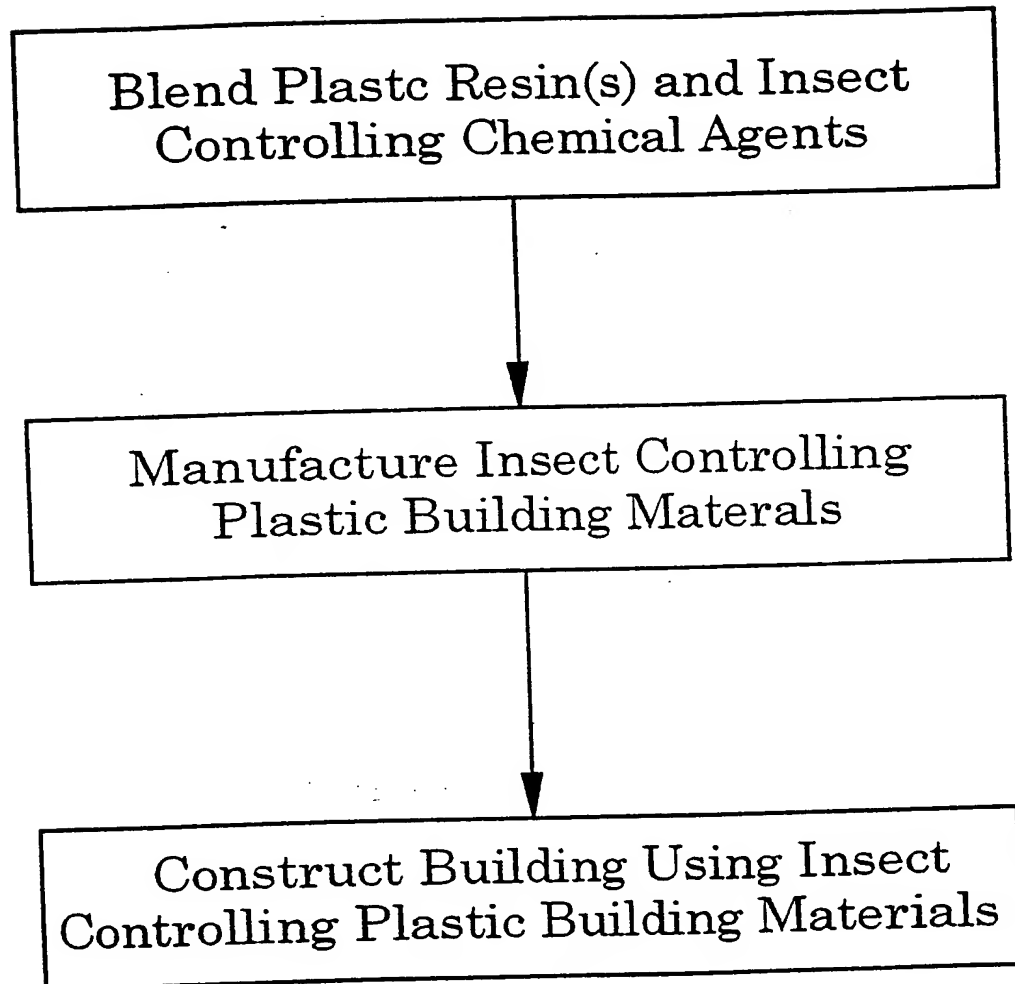 Blend Plastc Resin(s) and Insect
Controlling Chemical Agents
Manufacture Insect Controlling
Plastic Building Materals
Construct Building Using Insect
Controlling Plastic Building Materials